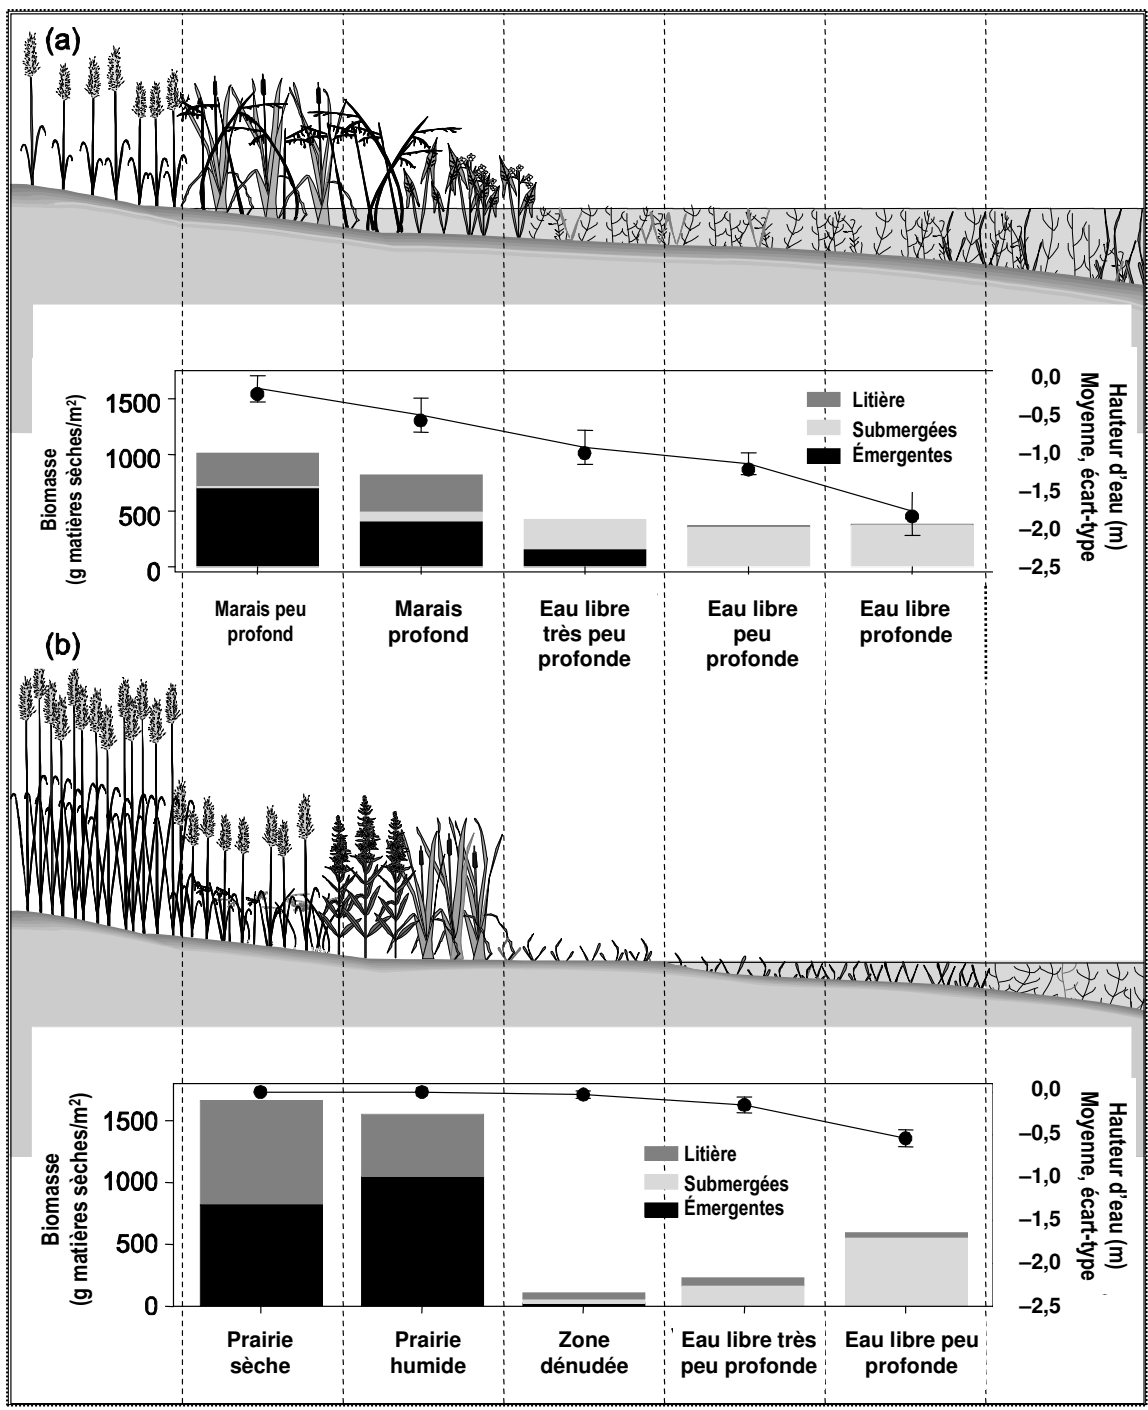 (a)
1500
1000
500
0
Biomasse
(g matières sèches/m²)
Litière
Submergées
Émergentes
0,0
–0,5
–1,0
–1,5
–2,0
–2,5
Hauteur d'eau (m)
Moyenne, écart-type
Marais peu
profond
Marais
profond
Eau libre
très peu
profonde
Eau libre
peu
profonde
Eau libre
profonde
(b)
1500
1000
500
0
Biomasse
(g matières sèches/m²)
Litière
Submergées
Émergentes
0,0
–0,5
–1,0
–1,5
–2,0
–2,5
Hauteur d'eau (m)
Moyenne, écart-type
Prairie
sèche
Prairie
humide
Zone
dénudée
Eau libre très
peu profonde
Eau libre peu
profonde